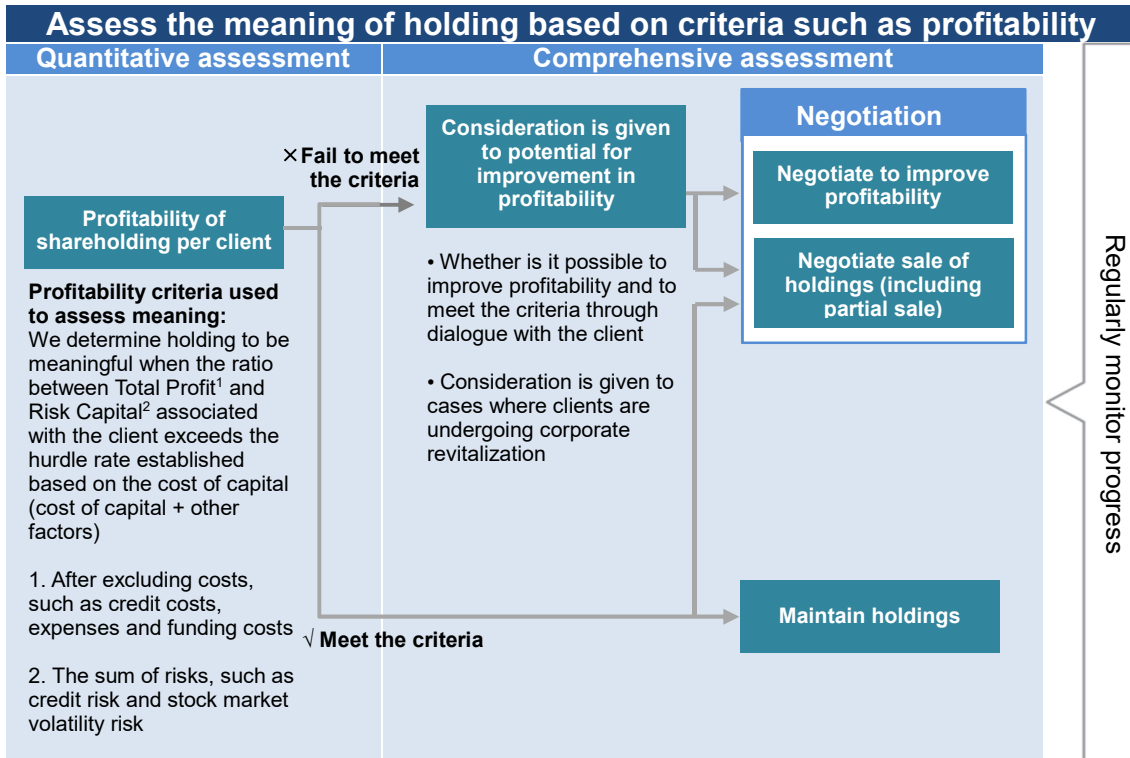 Assess the meaning of holding based on criteria such as profitability
Quantitative assessment
Comprehensive assessment
Profitability of
shareholding per client
Profitability criteria used
to assess meaning:
We determine holding to be
meaningful when the ratio
between Total Profit¹ and
Risk Capital² associated
with the client exceeds the
hurdle rate established
based on the cost of capital
(cost of capital + other
factors)
1. After excluding costs,
such as credit costs,
expenses and funding costs
2. The sum of risks, such as
credit risk and stock market
volatility risk
×Fail to meet
the criteria
√ Meet the criteria
Consideration is given
to potential for
improvement in
profitability
• Whether is it possible to
improve profitability and to
meet the criteria through
dialogue with the client
• Consideration is given to
cases where clients are
undergoing corporate
revitalization
Negotiation
Negotiate to improve
profitability
Negotiate sale of
holdings (including
partial sale)
Maintain holdings
Regularly monitor progress